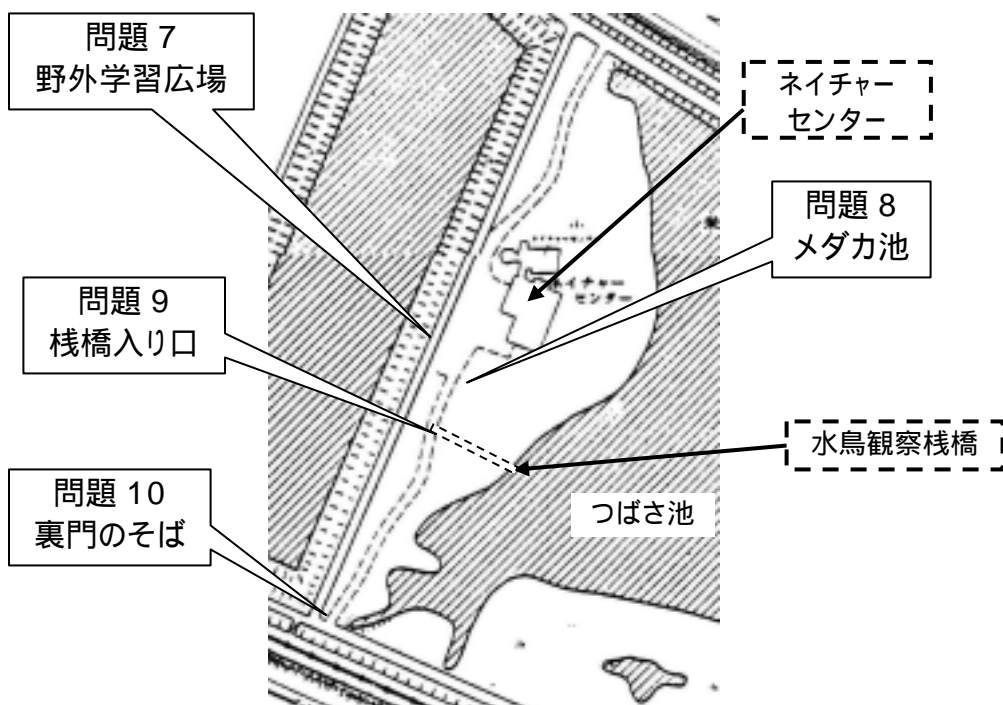 問題 7
野外学習広場
ネイチャー
センター
問題 8
メダカ池
ネイチャー
センター
問題 9
桟橋入り口
水鳥観察桟橋
問題 10
裏門のそば
つばさ池